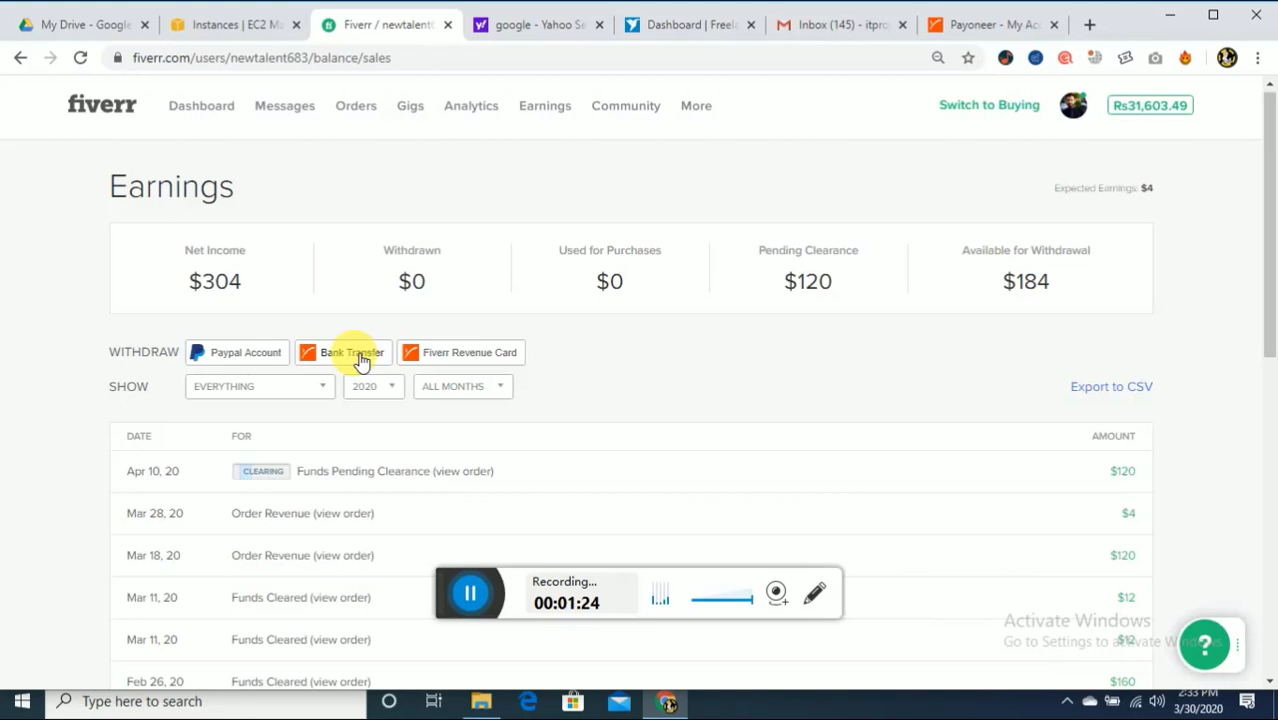 My Drive - Google
Instances | EC2 Ma
Fiverr / newtalent
google - Yahoo Se
Dashboard | Freel
Inbox (145) - itpro
Payoneer - My Acc
fiverr.com/users/newtalent683/balance/sales
fiverr Dashboard Messages Orders Gigs Analytics Earnings Community More Switch to Buying Rs31,603.49
Earnings
Expected Earnings: $4
Net Income Withdrawn Used for Purchases Pending Clearance Available for Withdrawal
$304 $0 $0 $120 $184
WITHDRAW Paypal Account Bank Transfer Fiverr Revenue Card
SHOW EVERYTHING 2020 ALL MONTHS Export to CSV
DATE FOR AMOUNT
Apr 10, 20 CLEARING Funds Pending Clearance (view order) $120
Mar 28, 20 Order Revenue (view order) $4
Mar 18, 20 Order Revenue (view order) $120
Mar 11, 20 Funds Cleared (view order) $12
Mar 11, 20 Funds Cleared (view order) $12
Feb 26, 20 Funds Cleared (view order) $160
Recording...
00:01:24
Activate Windows
Go to Settings to activate Windows.
?
Type here to search
2:33 PM
3/30/2020